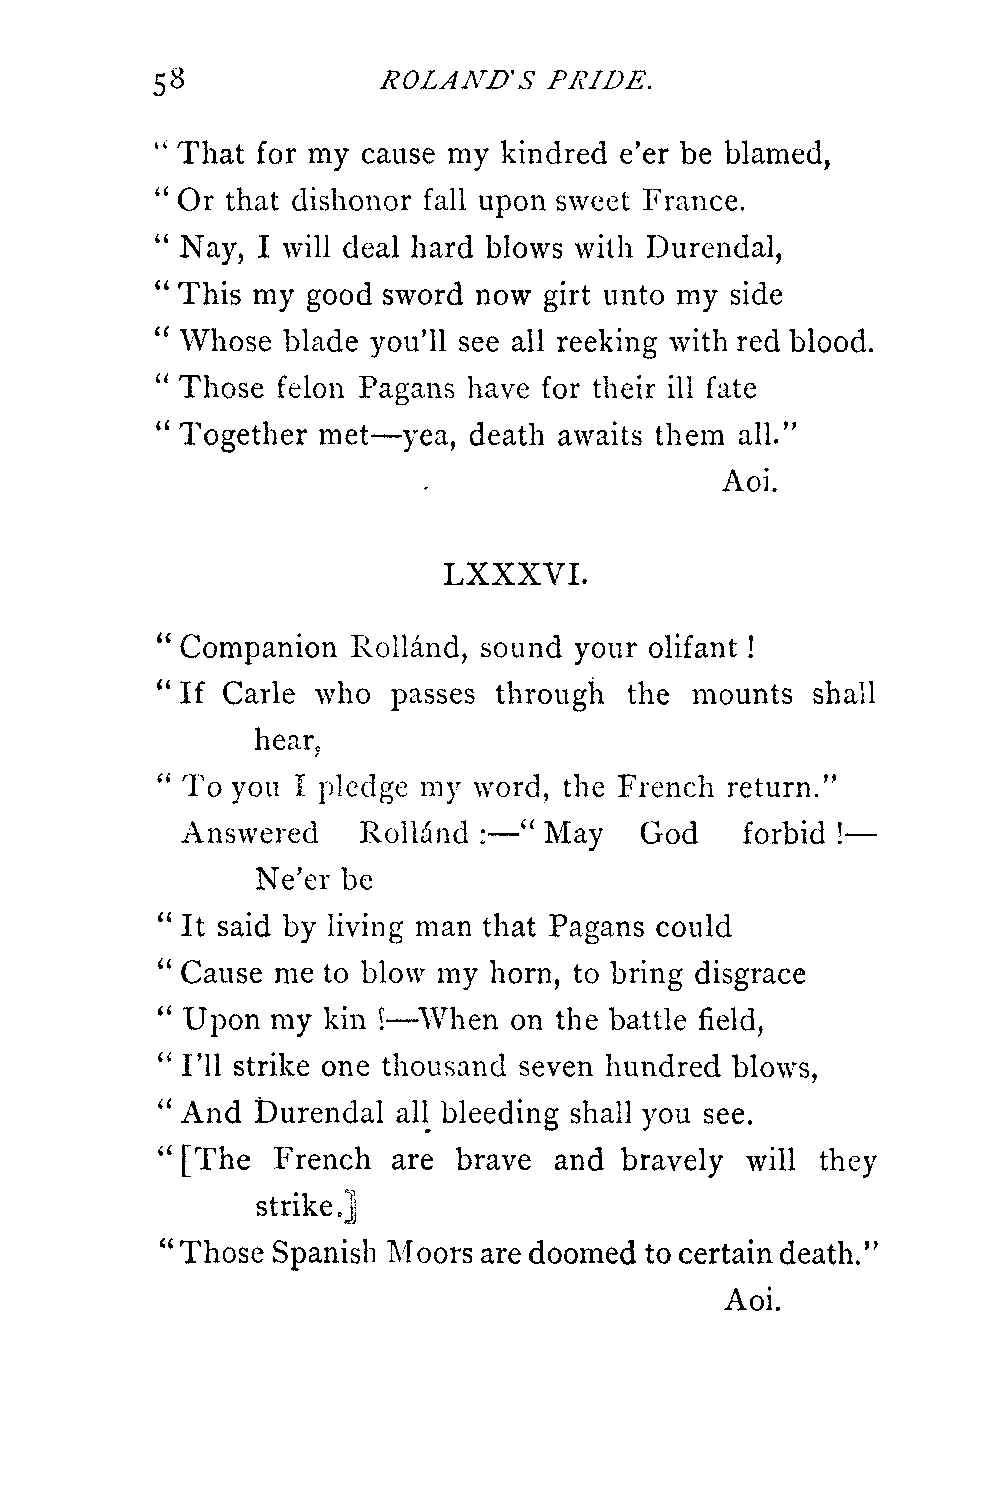 58 ROLAND'S PRIDE.
“ That for my cause my kindred e'er be blamed,
“ Or that dishonor fall upon sweet France.
“ Nay, I will deal hard blows with Durendal,
“ This my good sword now girt unto my side
“ Whose blade you'll see all reeking with red blood.
“ Those felon Pagans have for their ill fate
“ Together met—yea, death awaits them all.”
Aoi.
LXXXVI.
“ Companion Rollánd, sound your olifant !
“ If Carle who passes through the mounts shall
hear,
“ To you I pledge my word, the French return.”
Answered Rollánd :—“ May God forbid !—
Ne'er be
“ It said by living man that Pagans could
“ Cause me to blow my horn, to bring disgrace
“ Upon my kin !—When on the battle field,
“ I'll strike one thousand seven hundred blows,
“ And Durendal all bleeding shall you see.
“ [The French are brave and bravely will they
strike.]
“ Those Spanish Moors are doomed to certain death.”
Aoi.